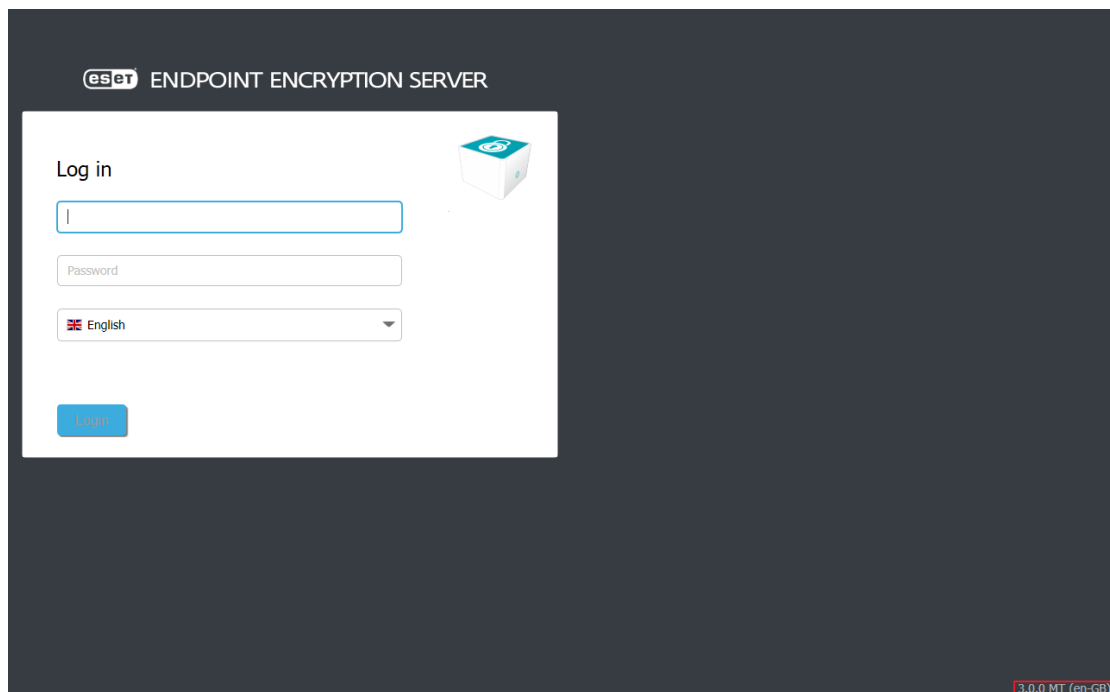 eset ENDPOINT ENCRYPTION SERVER
Log in
Password
English
Login
3.0.0 MT (en-GB)